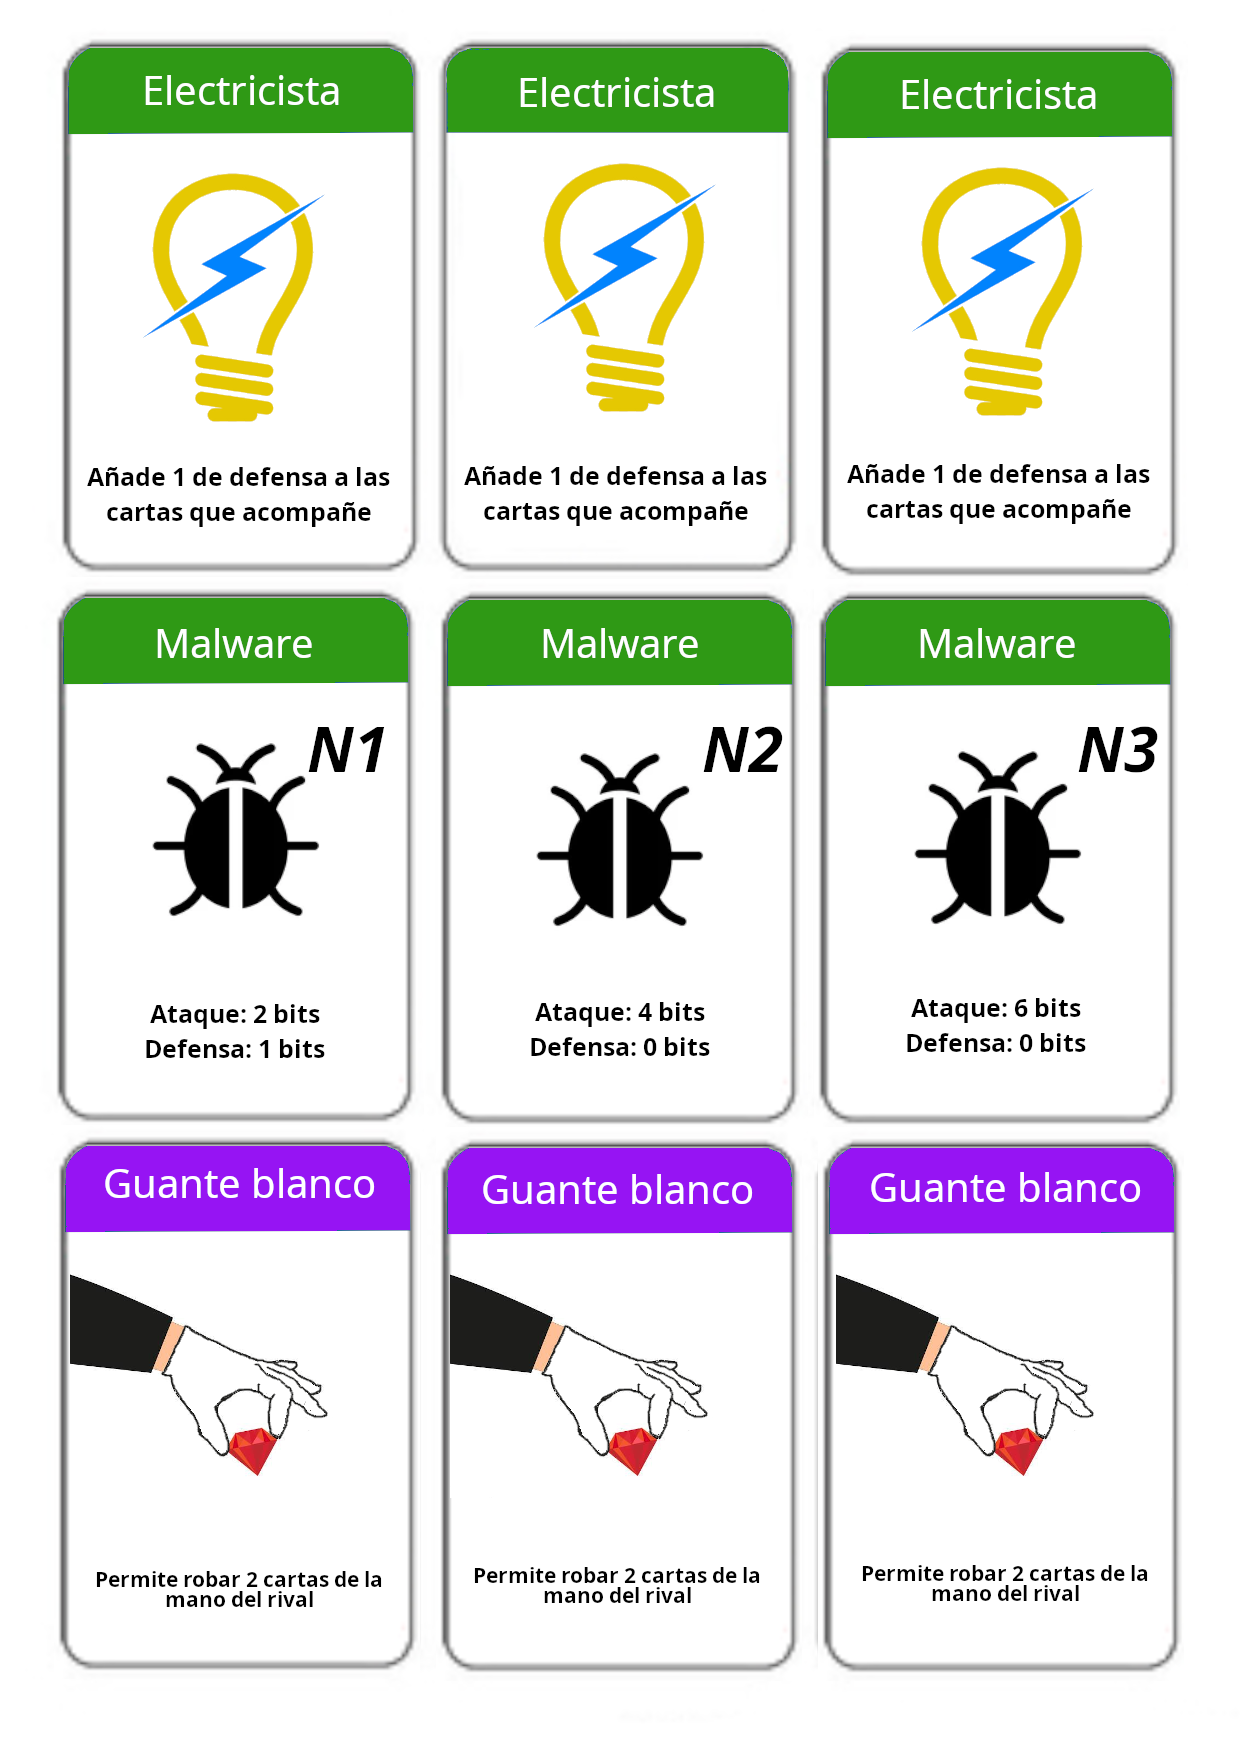 Electricista
Añade 1 de defensa a las
cartas que acompañe
Electricista
Añade 1 de defensa a las
cartas que acompañe
Electricista
Añade 1 de defensa a las
cartas que acompañe
Malware
N1
Ataque: 2 bits
Defensa: 1 bits
Malware
N2
Ataque: 4 bits
Defensa: 0 bits
Malware
N3
Ataque: 6 bits
Defensa: 0 bits
Guante blanco
Permite robar 2 cartas de la
mano del rival
Guante blanco
Permite robar 2 cartas de la
mano del rival
Guante blanco
Permite robar 2 cartas de la
mano del rival